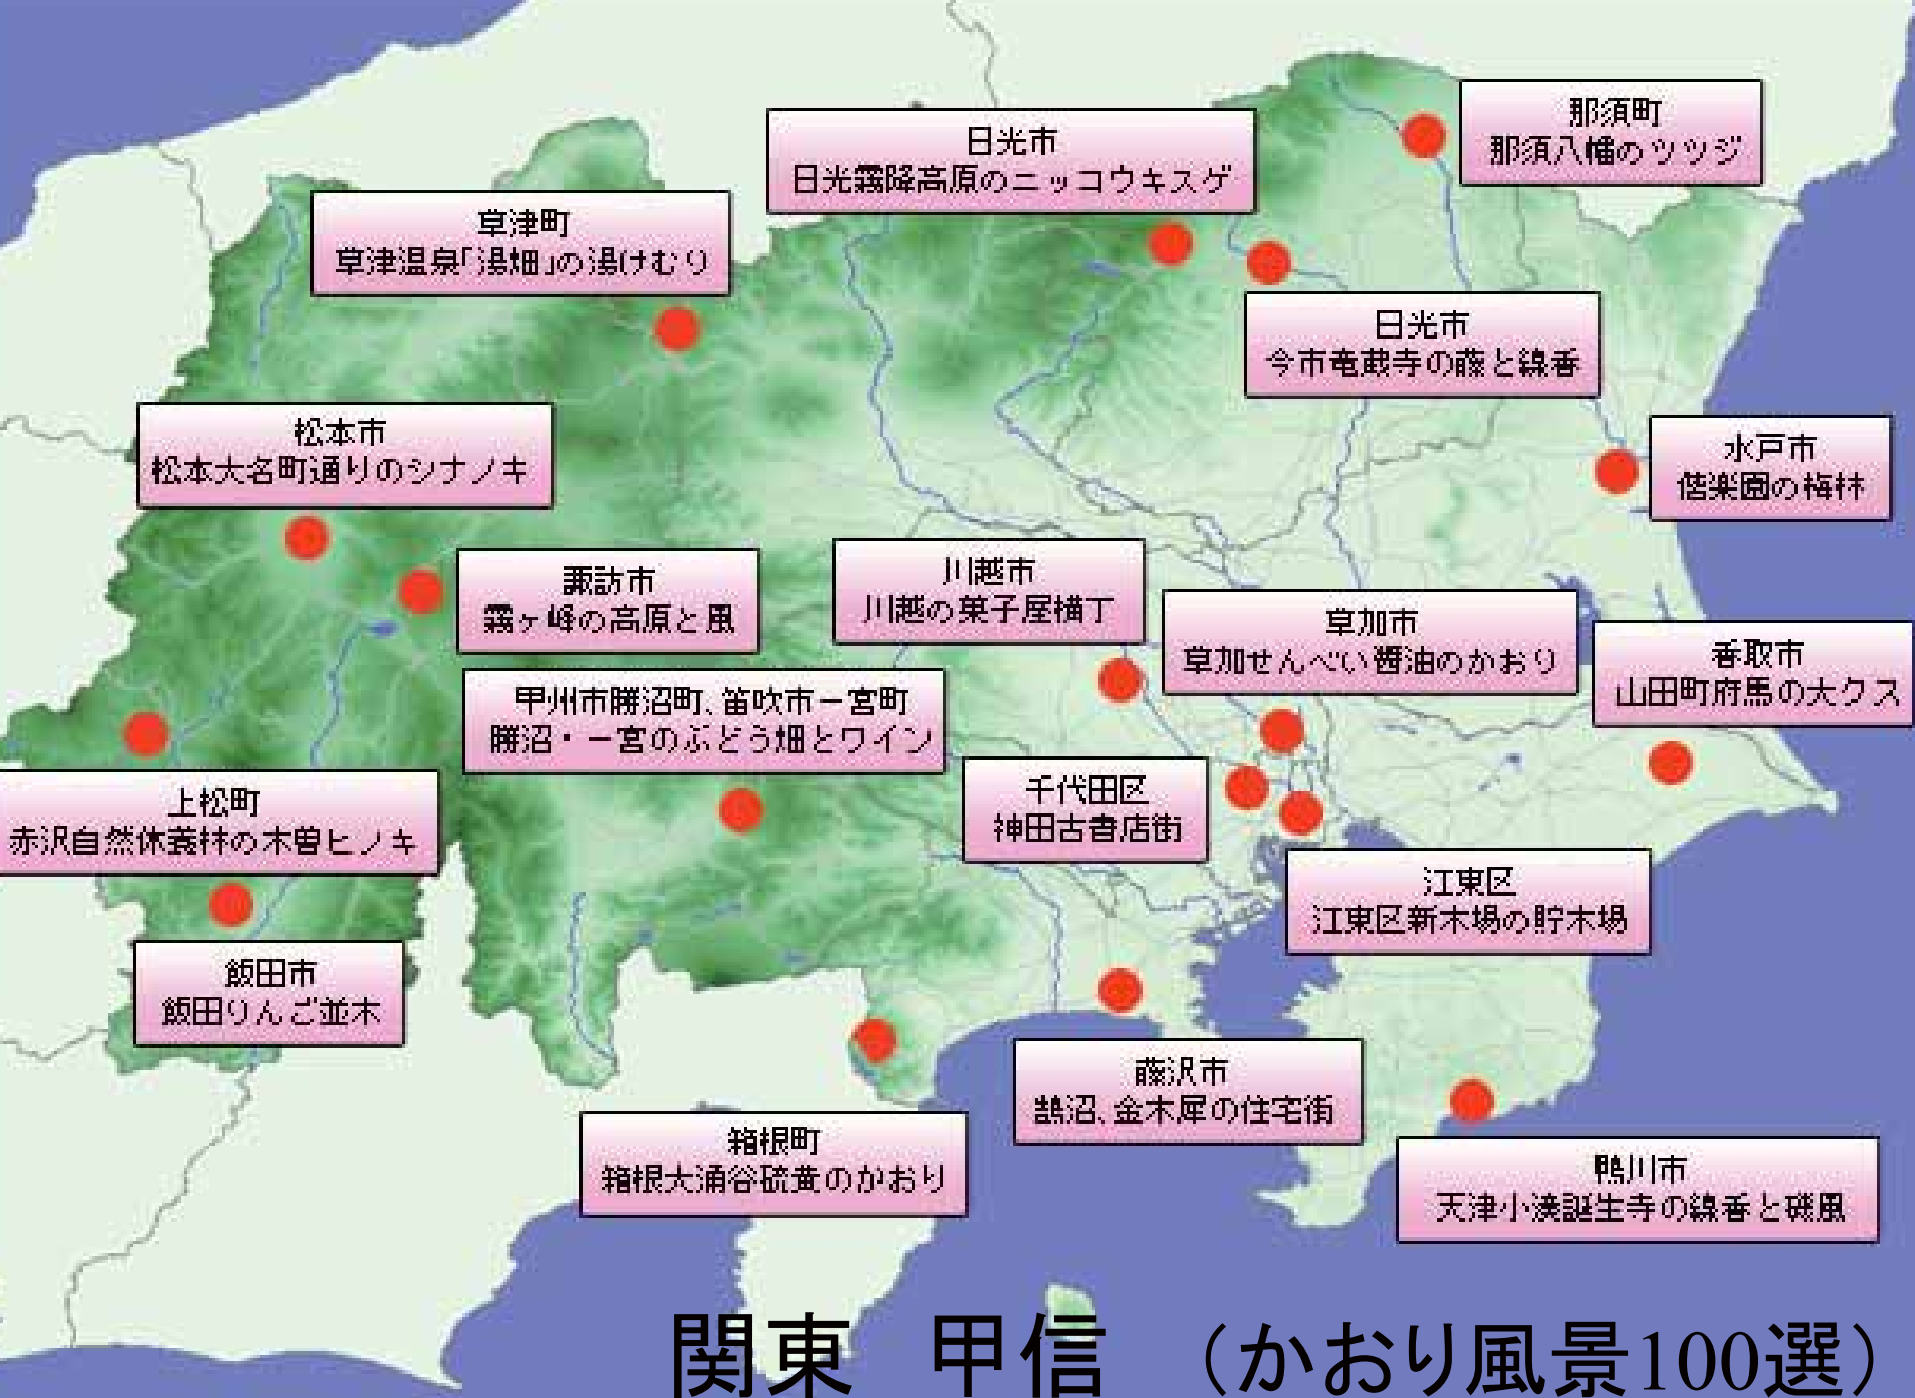 那須町
那須八幡のツツジ
日光市
日光霧降高原のニッコウキスゲ
草津町
草津温泉「湯畑」の湯けむり
日光市
今市竜蔵寺の藤と線香
松本市
松本大名町通りのシナノキ
水戸市
偕楽園の梅林
諏訪市
霧ヶ峰の高原と風
川越市
川越の菓子屋横丁
草加市
草加せんべい醤油のかおり
香取市
山田町府馬の大クス
甲州市勝沼町、笛吹市一宮町
勝沼・一宮のぶどう畑とワイン
千代田区
神田古書店街
上松町
赤沢自然休養林の木曽ヒノキ
江東区
江東区新木場の貯木場
飯田市
飯田りんご並木
藤沢市
鵠沼、金木犀の住宅街
箱根町
箱根大涌谷硫黄のかおり
鴨川市
天津小湊誕生寺の線香と磯風
関東 甲信 （かおり風景100選）